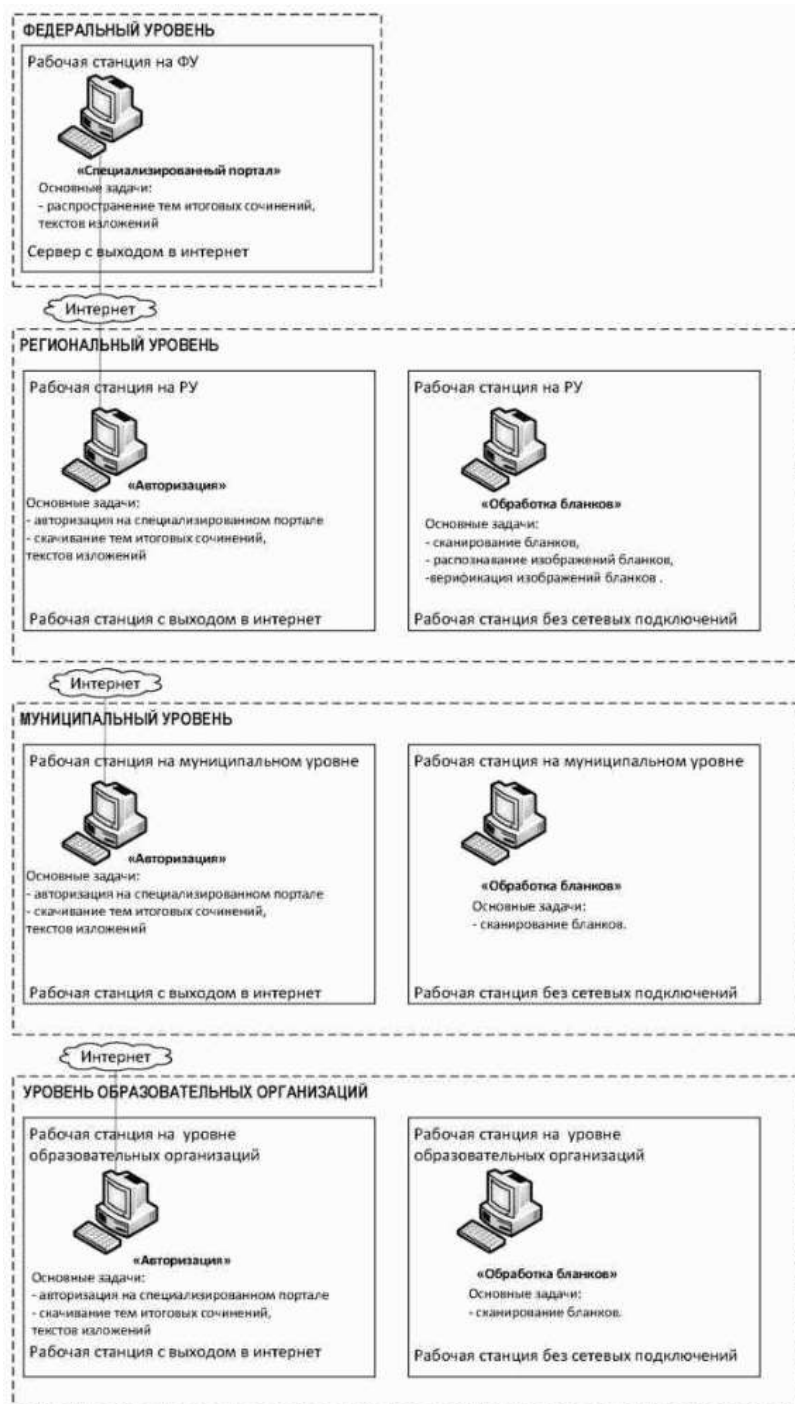 ФЕДЕРАЛЬНЫЙ УРОВЕНЬ
Рабочая станция на ФУ
«Специализированный портал»
Основные задачи:
- распространение тем итоговых сочинений,
текстов изложений
Сервер с выходом в интернет
Интернет
РЕГИОНАЛЬНЫЙ УРОВЕНЬ
Рабочая станция на РУ
«Авторизация»
Основные задачи:
- авторизация на специализированном портале
- скачивание тем итоговых сочинений,
текстов изложений
Рабочая станция с выходом в интернет
Рабочая станция на РУ
«Обработка бланков»
Основные задачи:
- сканирование бланков,
- распознавание изображений бланков,
-верификация изображений бланков .
Рабочая станция без сетевых подключений
Интернет
МУНИЦИПАЛЬНЫЙ УРОВЕНЬ
Рабочая станция на муниципальном уровне
«Авторизация»
Основные задачи:
- авторизация на специализированном портале
- скачивание тем итоговых сочинений,
текстов изложений
Рабочая станция с выходом в интернет
Рабочая станция на муниципальном уровне
«Обработка бланков»
Основные задачи:
- сканирование бланков.
Рабочая станция без сетевых подключений
Интернет
УРОВЕНЬ ОБРАЗОВАТЕЛЬНЫХ ОРГАНИЗАЦИЙ
Рабочая станция на уровне
образовательных организаций
«Авторизация»
Основные задачи:
- авторизация на специализированном портале
- скачивание тем итоговых сочинений,
текстов изложений
Рабочая станция с выходом в интернет
Рабочая станция на уровне
образовательных организаций
«Обработка бланков»
Основные задачи:
- сканирование бланков.
Рабочая станция без сетевых подключений